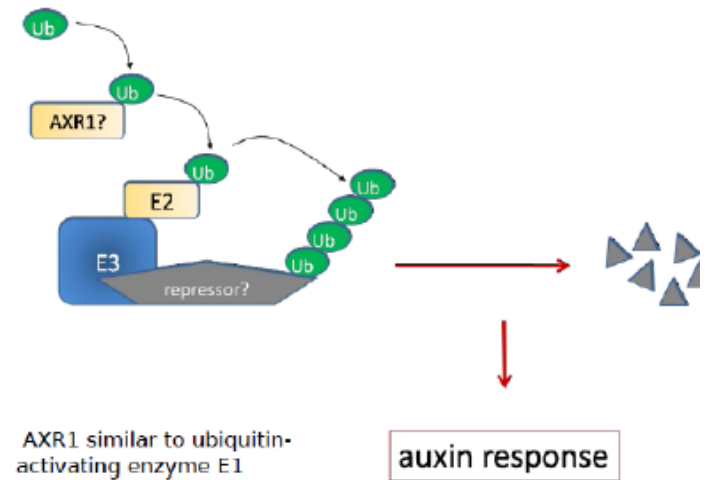 Ub
Ub
AXR1?
Ub
Ub
E2
Ub
Ub
E3
Ub
repressor?
AXR1 similar to ubiquitin-
activating enzyme E1
auxin response